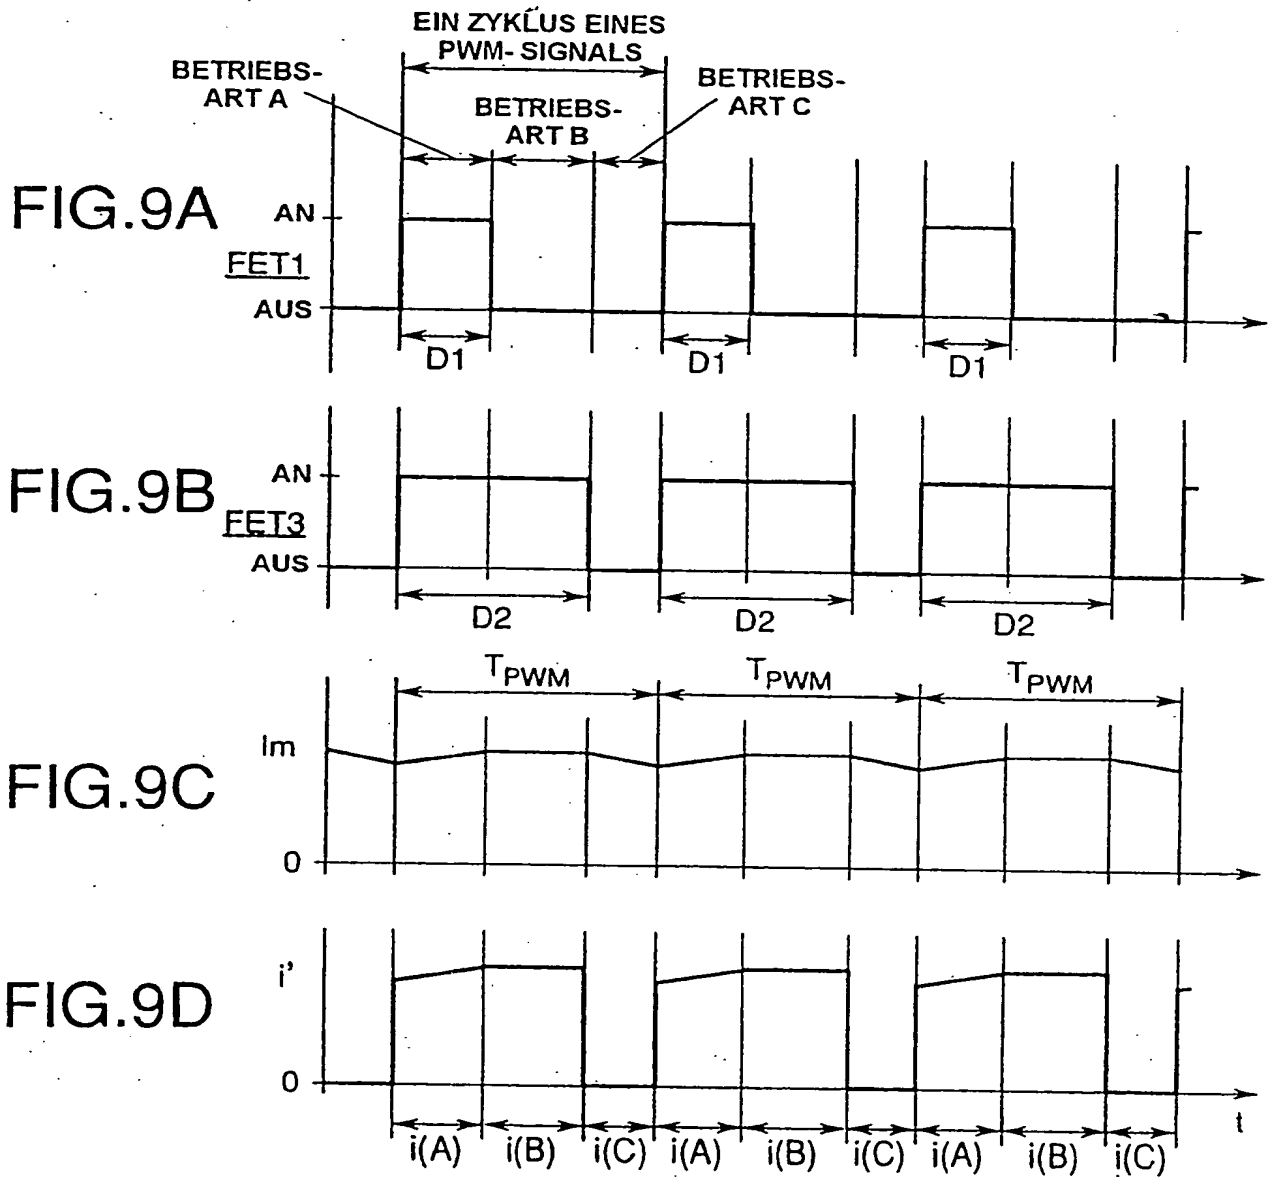 EIN ZYKLUS EINES
PWM-SIGNALS
BETRIEBS-
ART A
BETRIEBS-
ART B
BETRIEBS-
ART C
FIG.9A
AN
FET1
AUS
D1
D1
D1
FIG.9B
AN
FET3
AUS
D2
D2
D2
TPWM
TPWM
TPWM
FIG.9C
Im
0
FIG.9D
i'
0
t
i(A)
i(B)
i(C)
i(A)
i(B)
i(C)
i(A)
i(B)
i(C)